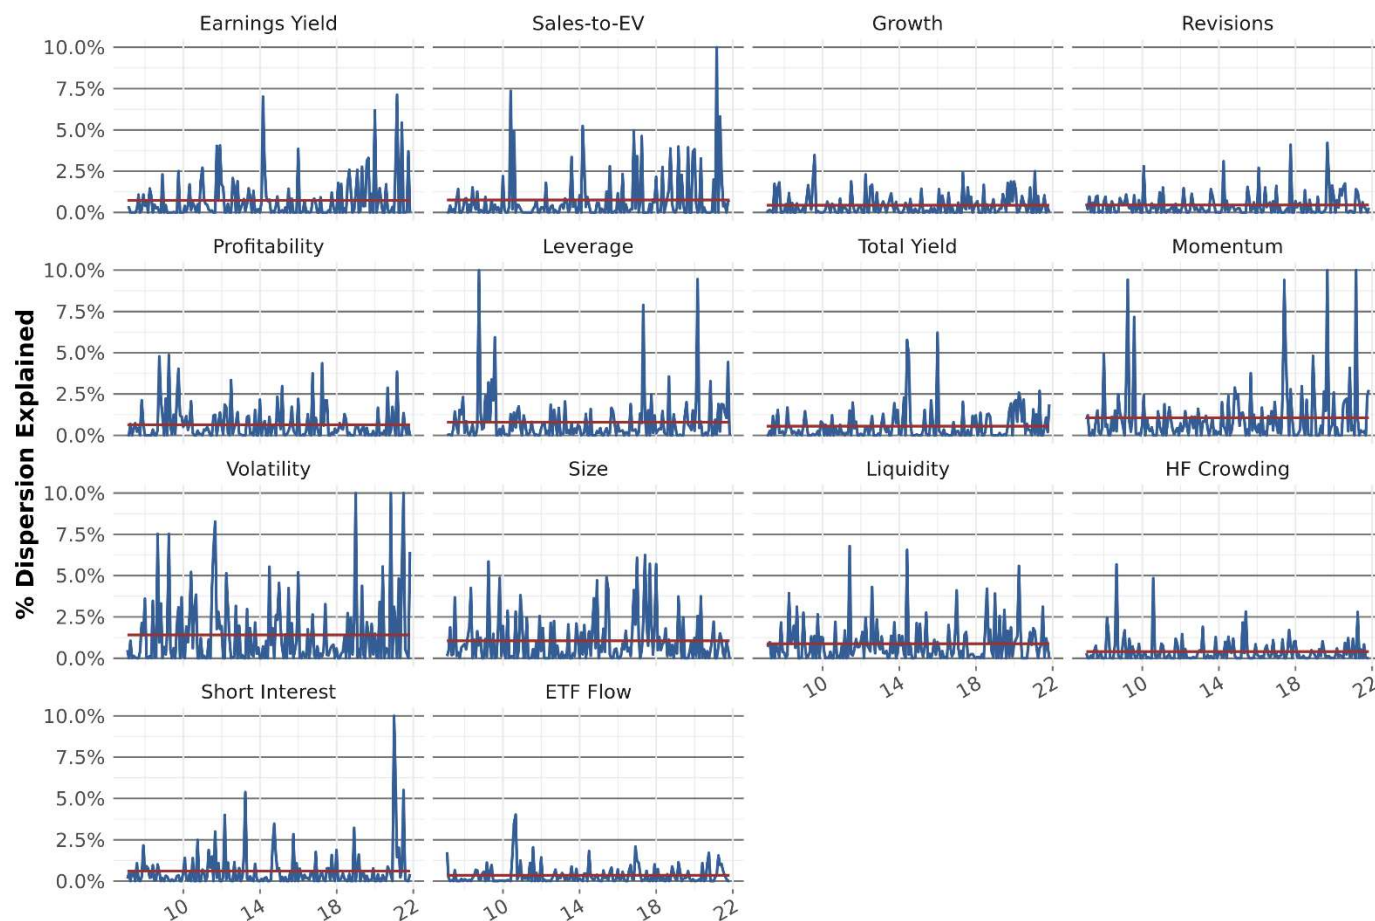 Earnings Yield Sales-to-EV Growth Revisions
10.0%
7.5%
5.0%
2.5%
0.0%
Profitability Leverage Total Yield Momentum
10.0%
7.5%
5.0%
2.5%
0.0%
% Dispersion Explained
Volatility Size Liquidity HF Crowding
10.0%
7.5%
5.0%
2.5%
0.0%
10 14 18 22 10 14 18 22
Short Interest ETF Flow
10.0%
7.5%
5.0%
2.5%
0.0%
10 14 18 22 10 14 18 22